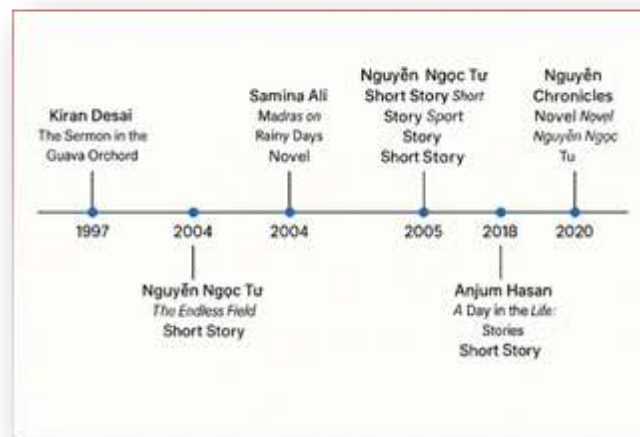 Kiran Desai
The Sermon in the
Guava Orchord
1997
Nguyễn Ngọc Tư
The Endless Field
Short Story
2004
Samina Ali
Madras on
Rainy Days
Novel
2004
Nguyễn Ngọc Tư
Short Story Short
Story Sport
Story
Short Story
2005
Anjum Hasan
A Day in the Life:
Stories
Short Story
2018
Nguyễn
Chronicles
Novel Novel
Nguyễn Ngọc
Tu
2020